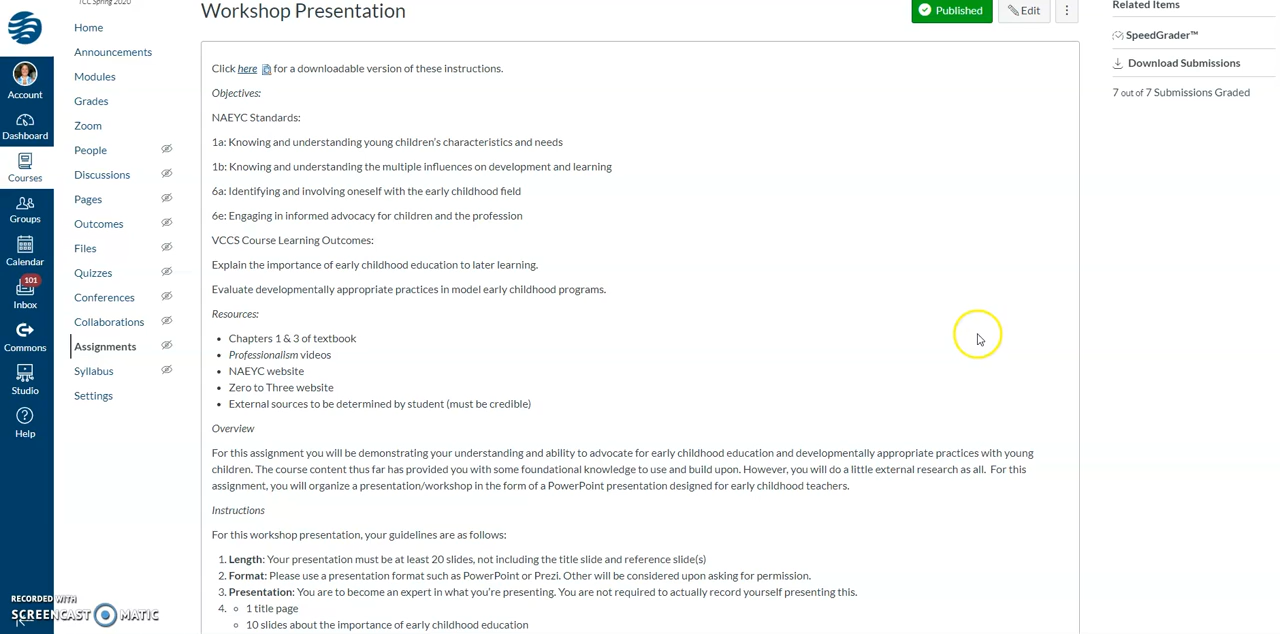 TCC Spring 2020
Workshop Presentation
Published
Edit
Related Items
Home
SpeedGrader™
Announcements
Download Submissions
Click here for a downloadable version of these instructions.
Modules
Account
Objectives:
7 out of 7 Submissions Graded
Grades
NAEYC Standards:
Zoom
Dashboard
1a: Knowing and understanding young children's characteristics and needs
People
1b: Knowing and understanding the multiple influences on development and learning
Discussions
Courses
6a: Identifying and involving oneself with the early childhood field
Pages
6e: Engaging in informed advocacy for children and the profession
Groups
Outcomes
VCCS Course Learning Outcomes:
Files
Calendar
Explain the importance of early childhood education to later learning.
Quizzes
101
Evaluate developmentally appropriate practices in model early childhood programs.
Conferences
Inbox
Resources:
Collaborations
• Chapters 1 & 3 of textbook
Commons
Assignments
• Professionalism videos
• NAEYC website
Syllabus
• Zero to Three website
Studio
Settings
• External sources to be determined by student (must be credible)
Overview
Help
For this assignment you will be demonstrating your understanding and ability to advocate for early childhood education and developmentally appropriate practices with young
children. The course content thus far has provided you with some foundational knowledge to use and build upon. However, you will do a little external research as all. For this
assignment, you will organize a presentation/workshop in the form of a PowerPoint presentation designed for early childhood teachers.
Instructions
For this workshop presentation, your guidelines are as follows:
1. Length: Your presentation must be at least 20 slides, not including the title slide and reference slide(s)
2. Format: Please use a presentation format such as PowerPoint or Prezi. Other will be considered upon asking for permission.
3. Presentation: You are to become an expert in what you're presenting. You are not required to actually record yourself presenting this.
RECORDED WITH
4. ◦ 1 title page
SCREENCAST MATIC
◦ 10 slides about the importance of early childhood education